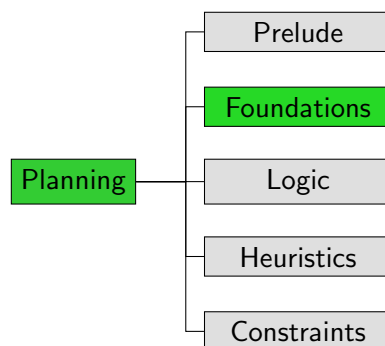 Prelude
Foundations
Planning
Logic
Heuristics
Constraints